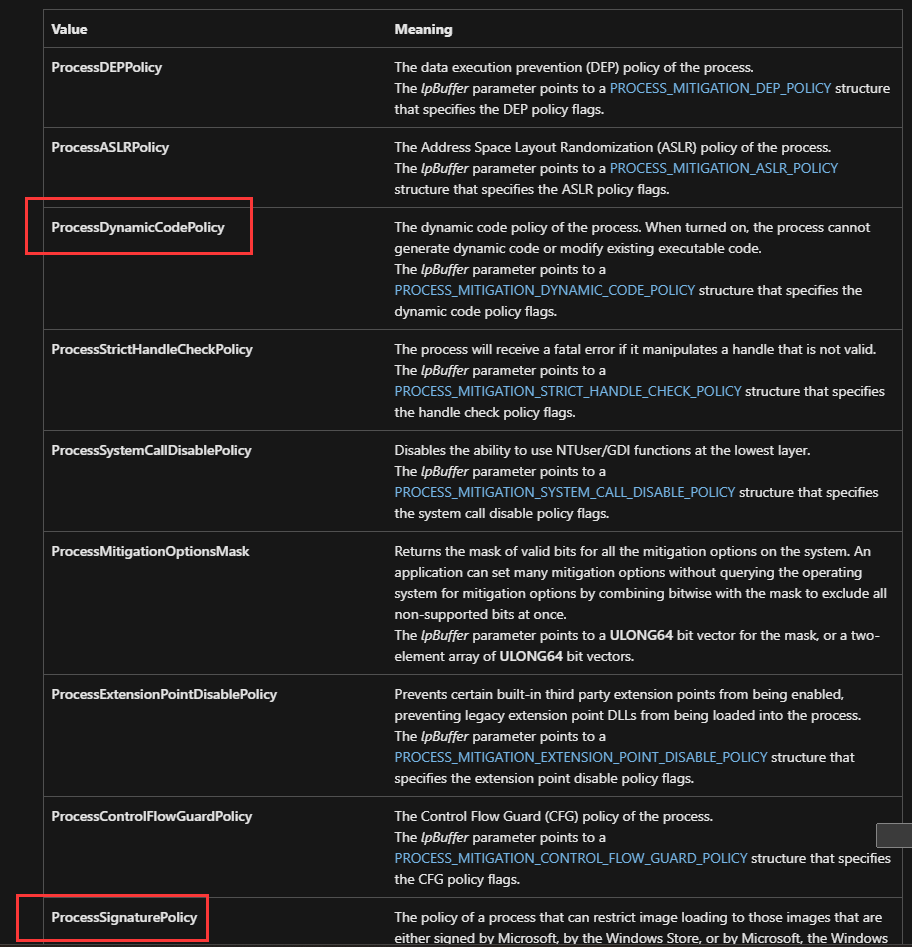 Value Meaning
ProcessDEPPolicy The data execution prevention (DEP) policy of the process.
The lpBuffer parameter points to a PROCESS_MITIGATION_DEP_POLICY structure
that specifies the DEP policy flags.
ProcessASLRPolicy The Address Space Layout Randomization (ASLR) policy of the process.
The lpBuffer parameter points to a PROCESS_MITIGATION_ASLR_POLICY
structure that specifies the ASLR policy flags.
ProcessDynamicCodePolicy The dynamic code policy of the process. When turned on, the process cannot
generate dynamic code or modify existing executable code.
The lpBuffer parameter points to a
PROCESS_MITIGATION_DYNAMIC_CODE_POLICY structure that specifies the
dynamic code policy flags.
ProcessStrictHandleCheckPolicy The process will receive a fatal error if it manipulates a handle that is not valid.
The lpBuffer parameter points to a
PROCESS_MITIGATION_STRICT_HANDLE_CHECK_POLICY structure that specifies
the handle check policy flags.
ProcessSystemCallDisablePolicy Disables the ability to use NTUser/GDI functions at the lowest layer.
The lpBuffer parameter points to a
PROCESS_MITIGATION_SYSTEM_CALL_DISABLE_POLICY structure that specifies
the system call disable policy flags.
ProcessMitigationOptionsMask Returns the mask of valid bits for all the mitigation options on the system. An
application can set many mitigation options without querying the operating
system for mitigation options by combining bitwise with the mask to exclude all
non-supported bits at once.
The lpBuffer parameter points to a ULONG64 bit vector for the mask, or a two-
element array of ULONG64 bit vectors.
ProcessExtensionPointDisablePolicy Prevents certain built-in third party extension points from being enabled,
preventing legacy extension point DLLs from being loaded into the process.
The lpBuffer parameter points to a
PROCESS_MITIGATION_EXTENSION_POINT_DISABLE_POLICY structure that
specifies the extension point disable policy flags.
ProcessControlFlowGuardPolicy The Control Flow Guard (CFG) policy of the process.
The lpBuffer parameter points to a
PROCESS_MITIGATION_CONTROL_FLOW_GUARD_POLICY structure that specifies
the CFG policy flags.
ProcessSignaturePolicy The policy of a process that can restrict image loading to those images that are
either signed by Microsoft, by the Windows Store, or by Microsoft, the Windows